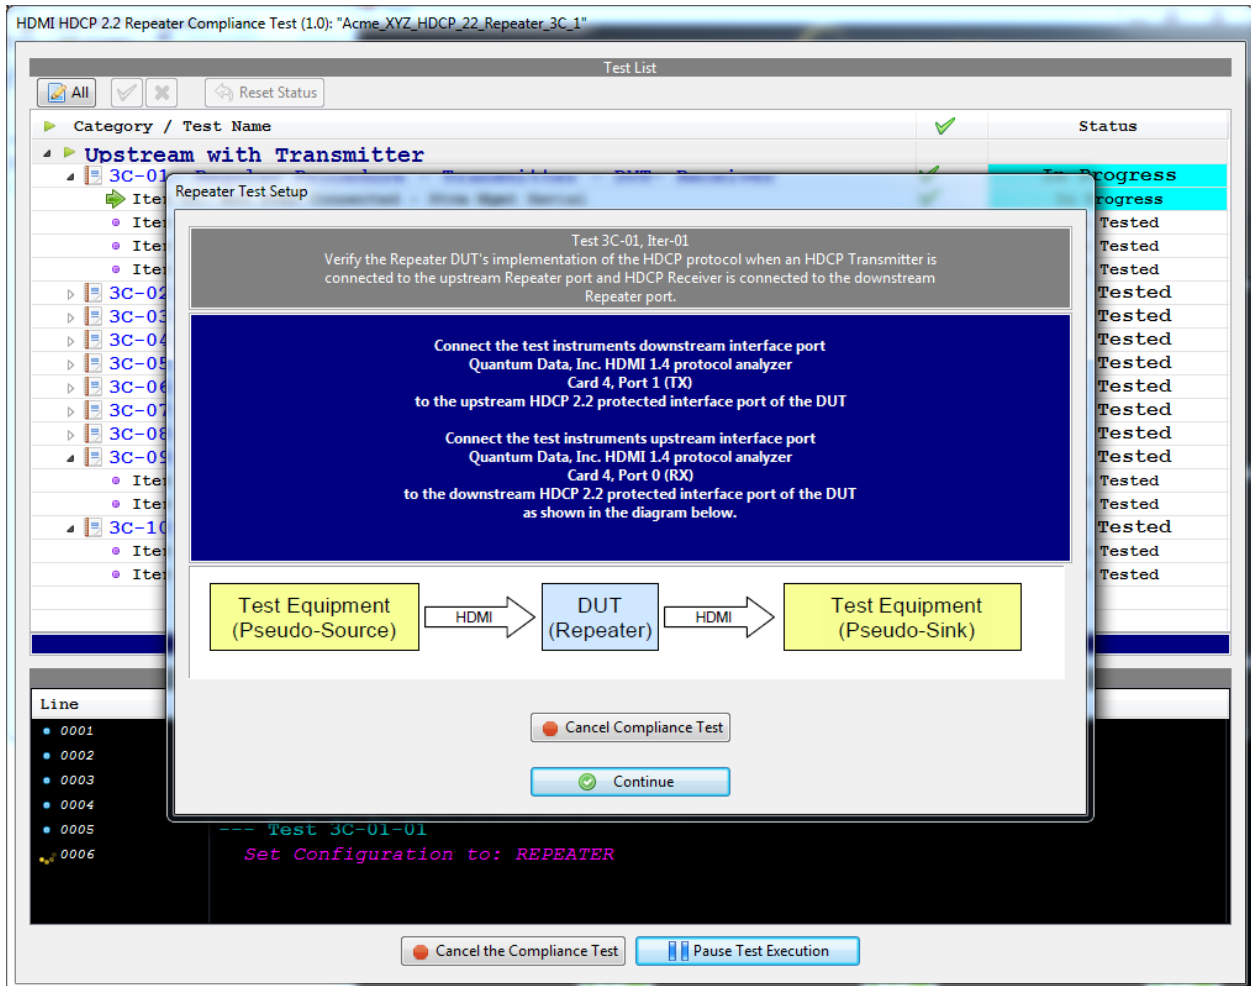 HDMI HDCP 2.2 Repeater Compliance Test (1.0): "Acme_XYZ_HDCP_22_Repeater_3C_1"
Test List
All
Reset Status
Category / Test Name
Status
Upstream with Transmitter
3C-01
In Progress
Progress
Tested
Tested
Tested
3C-02
Tested
3C-03
Tested
3C-04
Tested
3C-05
Tested
3C-06
Tested
3C-07
Tested
3C-08
Tested
3C-09
Tested
Tested
Tested
3C-10
Tested
Tested
Tested
Repeater Test Setup
Test 3C-01, Iter-01
Verify the Repeater DUT's implementation of the HDCP protocol when an HDCP Transmitter is
connected to the upstream Repeater port and HDCP Receiver is connected to the downstream
Repeater port.
Connect the test instruments downstream interface port
Quantum Data, Inc. HDMI 1.4 protocol analyzer
Card 4, Port 1 (TX)
to the upstream HDCP 2.2 protected interface port of the DUT
Connect the test instruments upstream interface port
Quantum Data, Inc. HDMI 1.4 protocol analyzer
Card 4, Port 0 (RX)
to the downstream HDCP 2.2 protected interface port of the DUT
as shown in the diagram below.
Test Equipment
(Pseudo-Source)
HDMI
DUT
(Repeater)
HDMI
Test Equipment
(Pseudo-Sink)
Cancel Compliance Test
Continue
Line
0001
0002
0003
0004
0005 --- Test 3C-01-01
0006 Set Configuration to: REPEATER
Cancel the Compliance Test
Pause Test Execution